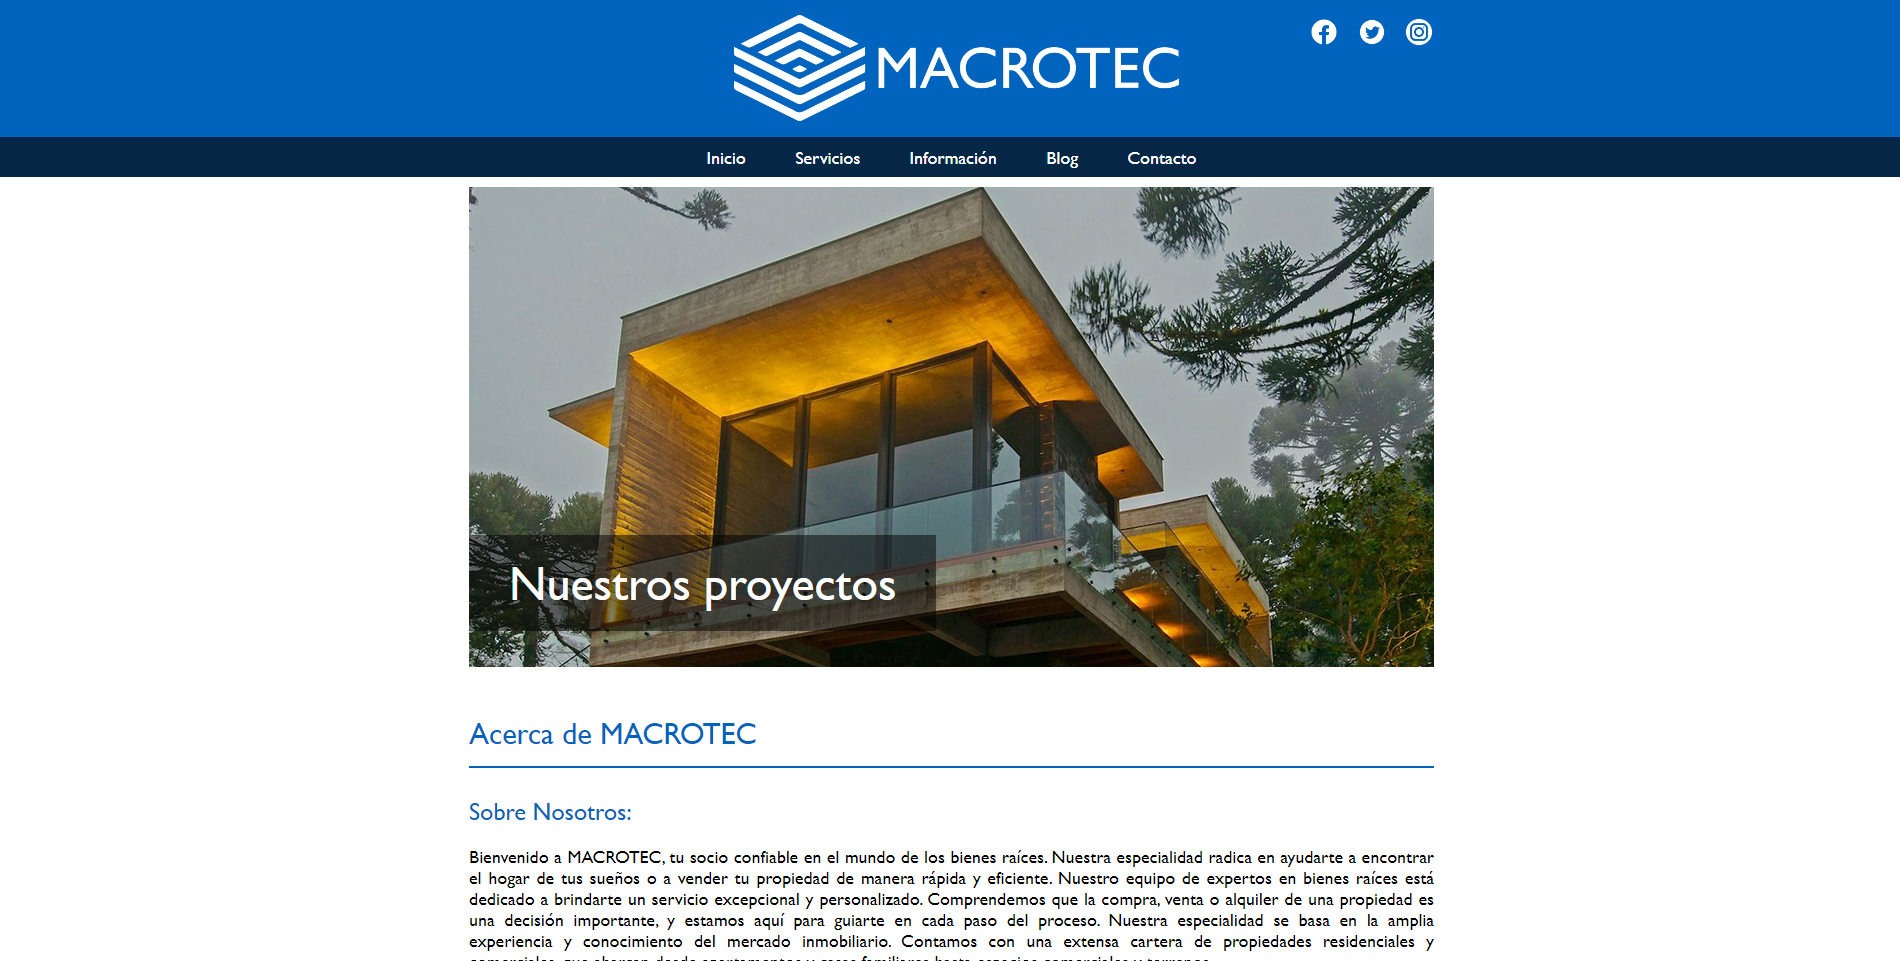 MACROTEC
Inicio Servicios Información Blog Contacto
Nuestros proyectos
Acerca de MACROTEC
Sobre Nosotros:
Bienvenido a MACROTEC, tu socio confiable en el mundo de los bienes raíces. Nuestra especialidad radica en ayudarte a encontrar
el hogar de tus sueños o a vender tu propiedad de manera rápida y eficiente. Nuestro equipo de expertos en bienes raíces está
dedicado a brindarte un servicio excepcional y personalizado. Comprendemos que la compra, venta o alquiler de una propiedad es
una decisión importante, y estamos aquí para guiarte en cada paso del proceso. Nuestra especialidad se basa en la amplia
experiencia y conocimiento del mercado inmobiliario. Contamos con una extensa cartera de propiedades residenciales y